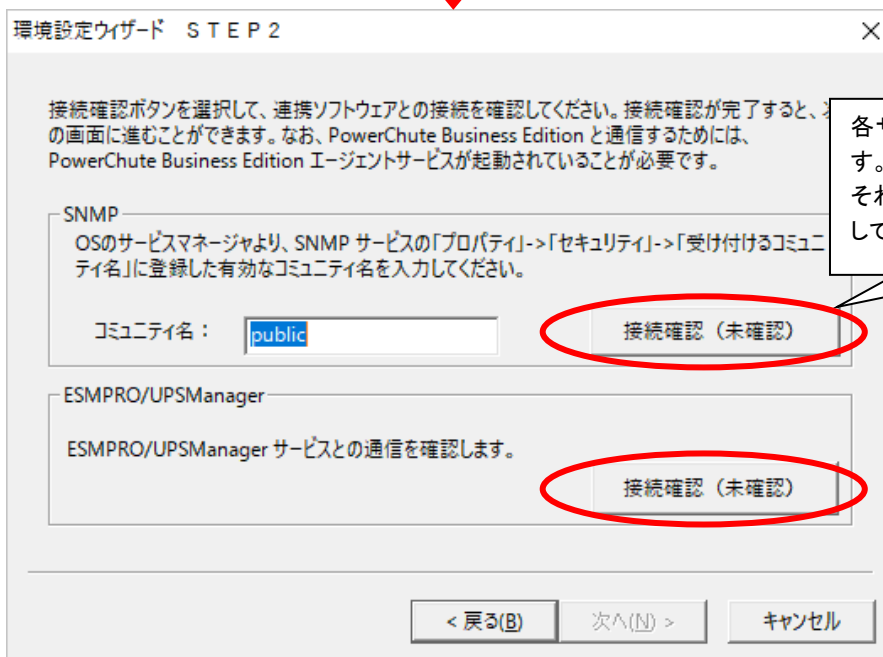 環境設定ウィザード　ＳＴＥＰ２
接続確認ボタンを選択して、連携ソフトウェアとの接続を確認してください。接続確認が完了すると、
の画面に進むことができます。なお、PowerChute Business Edition と通信するためには、
PowerChute Business Edition エージェントサービスが起動されていることが必要です。
各サ
す。
それ
して
SNMP
OSのサービスマネージャより、SNMP サービスの「プロパティ」->「セキュリティ」->「受け付けるコミュニ
ティ名」に登録した有効なコミュニティ名を入力してください。
コミュニティ名：
public
接続確認（未確認）
ESMPRO/UPSManager
ESMPRO/UPSManager サービスとの通信を確認します。
接続確認（未確認）
< 戻る(B)
次へ(N) >
キャンセル